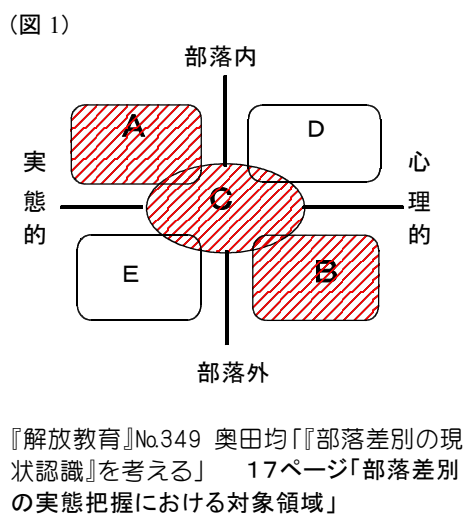 (図 1)
部落内
A
D
実態的
C
心理的
E
B
部落外
『解放教育』№349 奥田均「『部落差別の現
状認識』を考える」 17ページ「部落差別
の実態把握における対象領域」